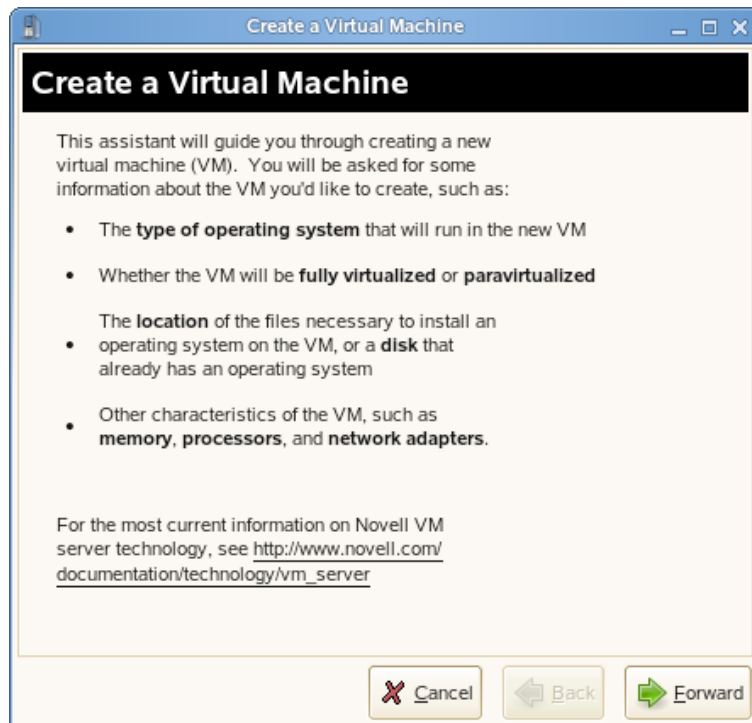 Create a Virtual Machine
Create a Virtual Machine
This assistant will guide you through creating a new
virtual machine (VM).  You will be asked for some
information about the VM you'd like to create, such as:
• The type of operating system that will run in the new VM
• Whether the VM will be fully virtualized or paravirtualized
The location of the files necessary to install an
• operating system on the VM, or a disk that
already has an operating system
Other characteristics of the VM, such as
• memory, processors, and network adapters.
For the most current information on Novell VM
server technology, see http://www.novell.com/
documentation/technology/vm_server
Cancel Back Forward